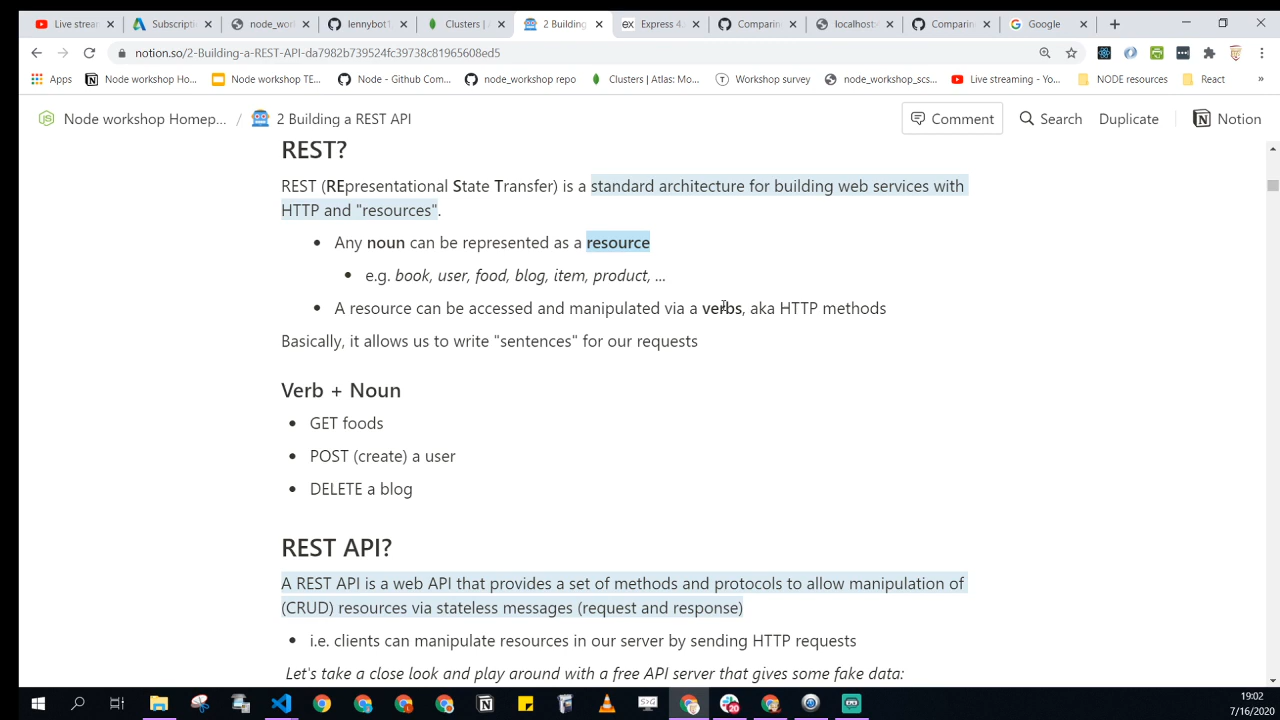 Live stream
Subscripti
node_wor
lennybot1
Clusters |
2 Building
Express 4.
Comparin
localhost:
Comparin
Google
notion.so/2-Building-a-REST-API-da7982b739524fc39738c81965608ed5
Apps
Node workshop Ho...
Node workshop TE...
Node - Github Com...
node_workshop repo
Clusters | Atlas: Mo...
Workshop survey
node_workshop_scs...
Live streaming - Yo...
NODE resources
React
»
Node workshop Homep... / 2 Building a REST API
Comment
Search
Duplicate
Notion
REST?
REST (REpresentational State Transfer) is a standard architecture for building web services with
HTTP and "resources".
• Any noun can be represented as a resource
• e.g. book, user, food, blog, item, product, ...
• A resource can be accessed and manipulated via a verbs, aka HTTP methods
Basically, it allows us to write "sentences" for our requests
Verb + Noun
• GET foods
• POST (create) a user
• DELETE a blog
REST API?
A REST API is a web API that provides a set of methods and protocols to allow manipulation of
(CRUD) resources via stateless messages (request and response)
• i.e. clients can manipulate resources in our server by sending HTTP requests
Let's take a close look and play around with a free API server that gives some fake data:
19:02
7/16/2020